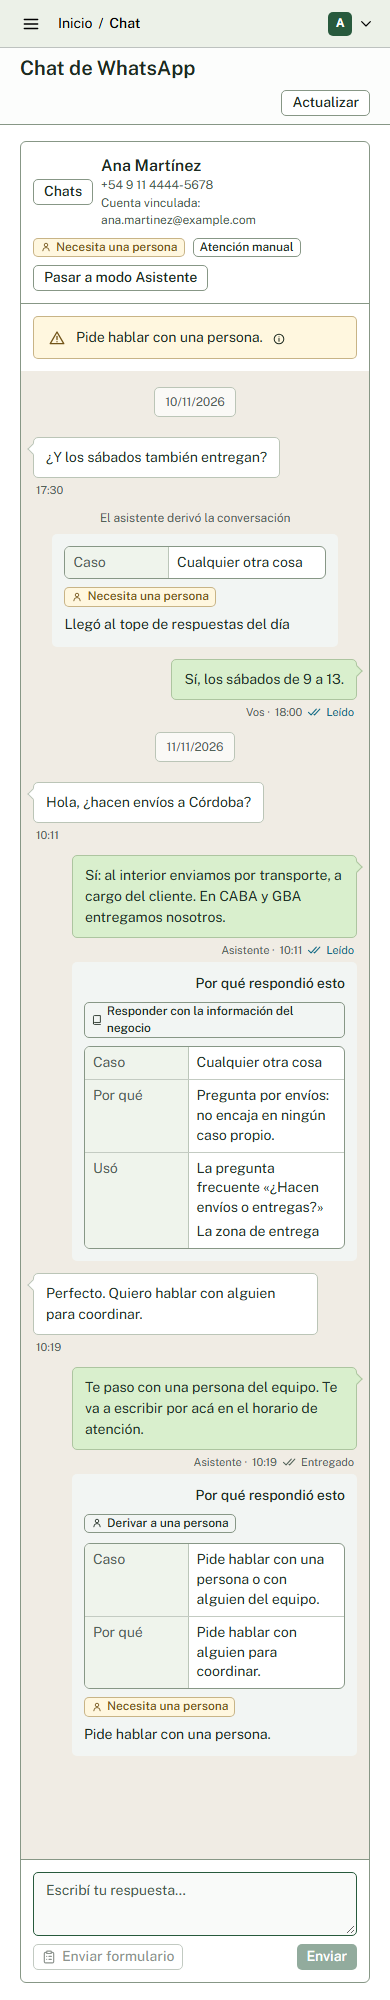 Inicio / Chat
A
Chat de WhatsApp
Actualizar
Chats
Ana Martínez
+54 9 11 4444-5678
Cuenta vinculada:
ana.martinez@example.com
Necesita una persona
Atención manual
Pasar a modo Asistente
Pide hablar con una persona.
10/11/2026
¿Y los sábados también entregan?
17:30
El asistente derivó la conversación
Caso
Cualquier otra cosa
Necesita una persona
Llegó al tope de respuestas del día
Sí, los sábados de 9 a 13.
Vos · 18:00 Leído
11/11/2026
Hola, ¿hacen envíos a Córdoba?
10:11
Sí: al interior enviamos por transporte, a
cargo del cliente. En CABA y GBA
entregamos nosotros.
Asistente · 10:11 Leído
Por qué respondió esto
Responder con la información del
negocio
Caso
Cualquier otra cosa
Por qué
Pregunta por envíos:
no encaja en ningún
caso propio.
Usó
La pregunta
frecuente «¿Hacen
envíos o entregas?»
La zona de entrega
Perfecto. Quiero hablar con alguien
para coordinar.
10:19
Te paso con una persona del equipo. Te
va a escribir por acá en el horario de
atención.
Asistente · 10:19 Entregado
Por qué respondió esto
Derivar a una persona
Caso
Pide hablar con una
persona o con
alguien del equipo.
Por qué
Pide hablar con
alguien para
coordinar.
Necesita una persona
Pide hablar con una persona.
Escribí tu respuesta...
Enviar formulario
Enviar